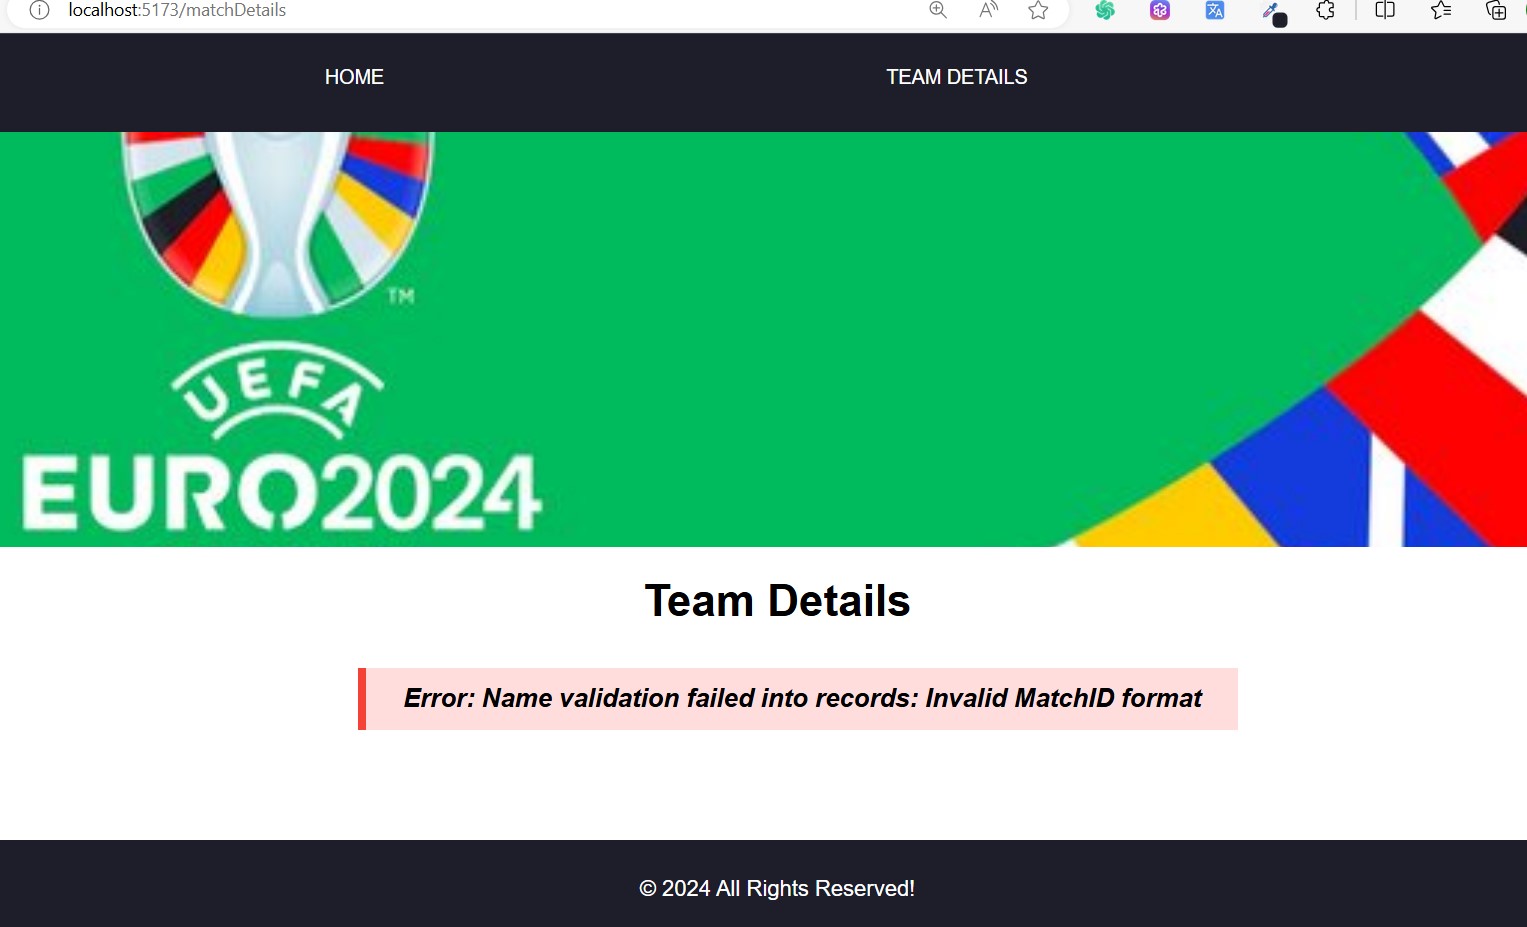 localhost:5173/matchDetails
HOME
TEAM DETAILS
TM
UEFA
EURO2024
Team Details
Error: Name validation failed into records: Invalid MatchID format
© 2024 All Rights Reserved!